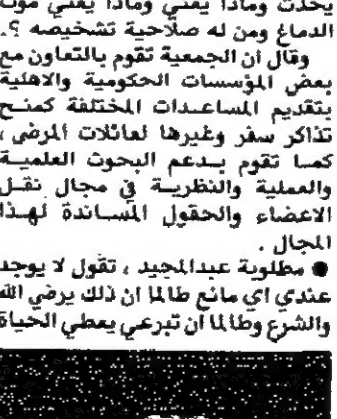 يحدث وماذا يعني وماذا يعني موت
الدماغ ومن له صلاحية تشخيصه ؟.
وقال ان الجمعية تقوم بالتعاون مع
بعض المؤسسات الحكومية والاهلية
بتقديم المساعدات المختلفة كمنح
تذاكر سفر وغيرها لعائلات المرضى ،
كما تقوم بدعم البحوث العلمية
والعملية والنظرية في مجال نقل
الاعضاء والحقول المساندة لهذا
المجال .
● مطلوبة عبدالمجيد ، تقول لا يوجد
عندي اي مانع طالما ان ذلك يرضي الله
والشرع وطالما ان تبرعي يعطي الحياة